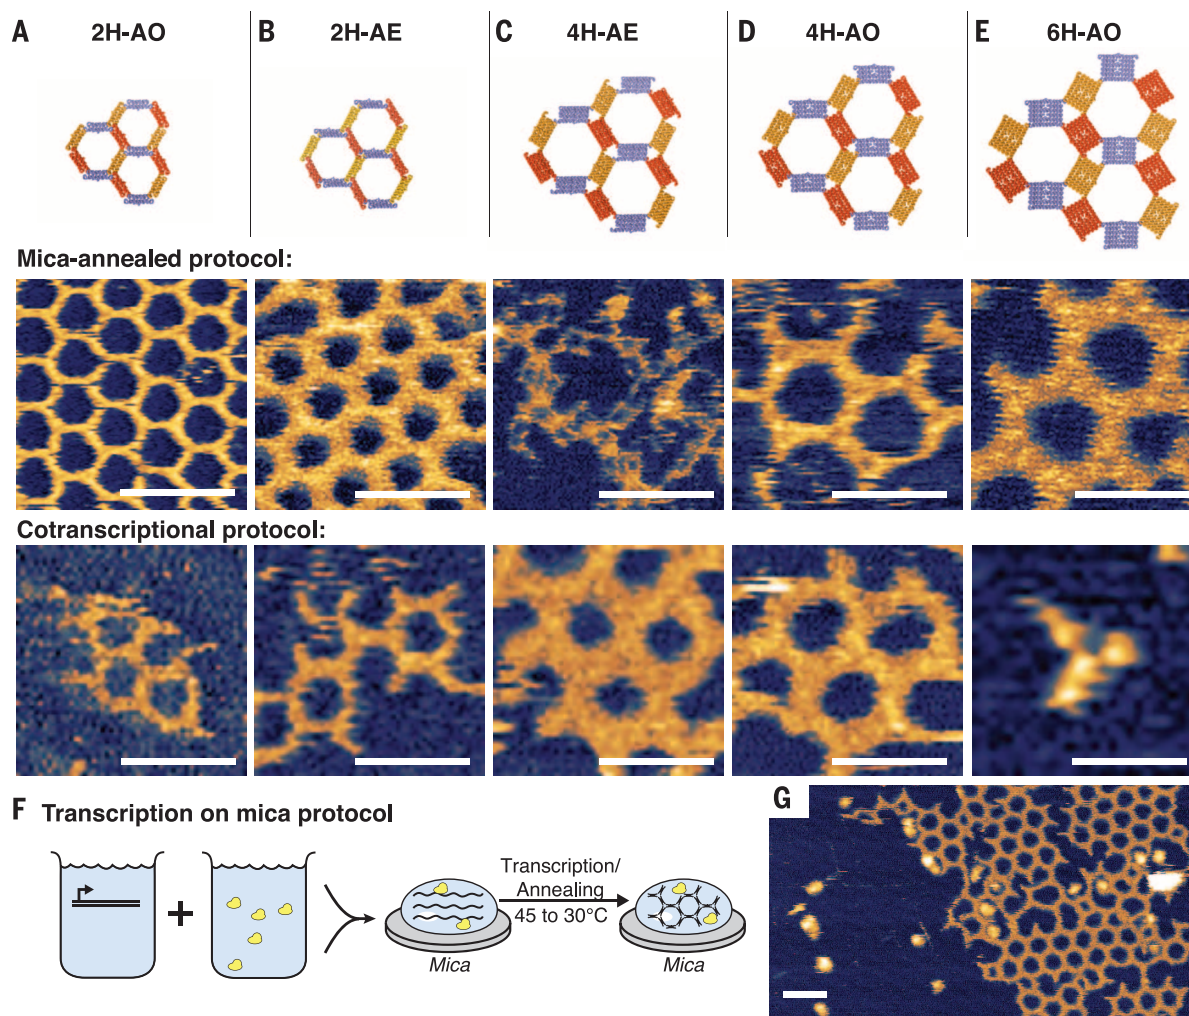 A 2H-AO
B 2H-AE
C 4H-AE
D 4H-AO
E 6H-AO
Mica-annealed protocol:
Cotranscriptional protocol:
F Transcription on mica protocol
Transcription/
Annealing
45 to 30°C
Mica
Mica
G